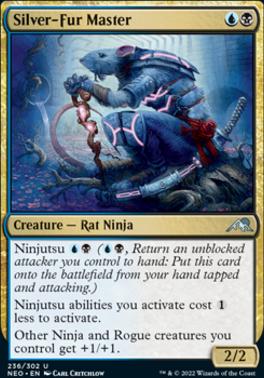 Silver-Fur Master
Creature — Rat Ninja
Ninjutsu (Return an unblocked
attacker you control to hand: Put this card
onto the battlefield from your hand tapped
and attacking.)
Ninjutsu abilities you activate cost 1
less to activate.
Other Ninja and Rogue creatures you
control get +1/+1.
2/2
236/302 U
NEO • EN CARL CRITCHLOW
™ & © 2022 Wizards of the Coast